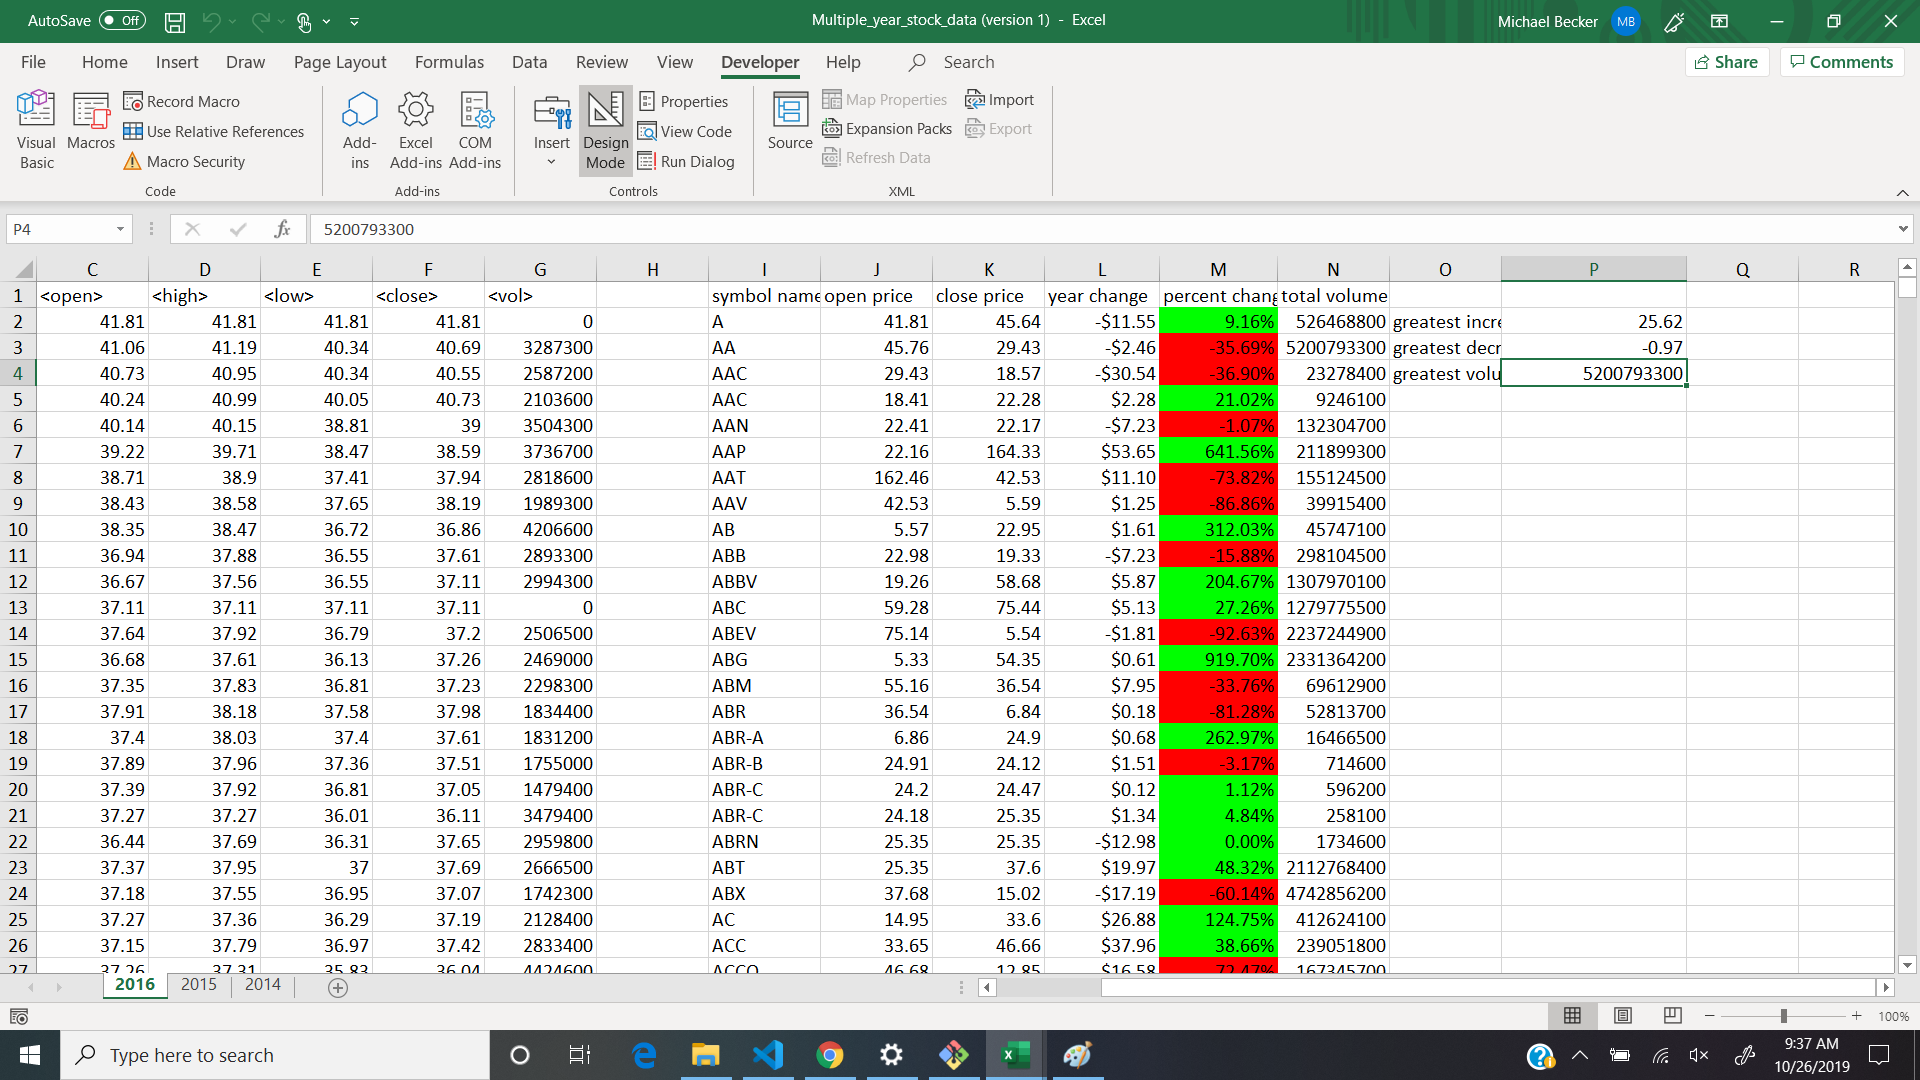 AutoSave Off Multiple_year_stock_data (version 1) - Excel Michael Becker MB
File Home Insert Draw Page Layout Formulas Data Review View Developer Help Search Share Comments
Visual Basic
Macros
Record Macro
Use Relative References
Macro Security
Code
Add-ins
Excel Add-ins
COM Add-ins
Add-ins
Insert
Design Mode
Properties
View Code
Run Dialog
Controls
Source
Map Properties
Expansion Packs
Refresh Data
Import
Export
XML
P4 fx 5200793300
C D E F G H I J K L M N O P Q R
1 <open> <high> <low> <close> <vol> symbol name open price close price year change percent chang total volume
2 41.81 41.81 41.81 41.81 0 A 41.81 45.64 -$11.55 9.16% 526468800 greatest incre 25.62
3 41.06 41.19 40.34 40.69 3287300 AA 45.76 29.43 -$2.46 -35.69% 5200793300 greatest decr -0.97
4 40.73 40.95 40.34 40.55 2587200 AAC 29.43 18.57 -$30.54 -36.90% 23278400 greatest volu 5200793300
5 40.24 40.99 40.05 40.73 2103600 AAC 18.41 22.28 $2.28 21.02% 9246100
6 40.14 40.15 38.81 39 3504300 AAN 22.41 22.17 -$7.23 -1.07% 132304700
7 39.22 39.71 38.47 38.59 3736700 AAP 22.16 164.33 $53.65 641.56% 211899300
8 38.71 38.9 37.41 37.94 2818600 AAT 162.46 42.53 $11.10 -73.82% 155124500
9 38.43 38.58 37.65 38.19 1989300 AAV 42.53 5.59 $1.25 -86.86% 39915400
10 38.35 38.47 36.72 36.86 4206600 AB 5.57 22.95 $1.61 312.03% 45747100
11 36.94 37.88 36.55 37.61 2893300 ABB 22.98 19.33 -$7.23 -15.88% 298104500
12 36.67 37.56 36.55 37.11 2994300 ABBV 19.26 58.68 $5.87 204.67% 1307970100
13 37.11 37.11 37.11 37.11 0 ABC 59.28 75.44 $5.13 27.26% 1279775500
14 37.64 37.92 36.79 37.2 2506500 ABEV 75.14 5.54 -$1.81 -92.63% 2237244900
15 36.68 37.61 36.13 37.26 2469000 ABG 5.33 54.35 $0.61 919.70% 2331364200
16 37.35 37.83 36.81 37.23 2298300 ABM 55.16 36.54 $7.95 -33.76% 69612900
17 37.91 38.18 37.58 37.98 1834400 ABR 36.54 6.84 $0.18 -81.28% 52813700
18 37.4 38.03 37.4 37.61 1831200 ABR-A 6.86 24.9 $0.68 262.97% 16466500
19 37.89 37.96 37.36 37.51 1755000 ABR-B 24.91 24.12 $1.51 -3.17% 714600
20 37.39 37.92 36.81 37.05 1479400 ABR-C 24.2 24.47 $0.12 1.12% 596200
21 37.27 37.27 36.01 36.11 3479400 ABR-C 24.18 25.35 $1.34 4.84% 258100
22 36.44 37.69 36.31 37.65 2959800 ABRN 25.35 25.35 -$12.98 0.00% 1734600
23 37.37 37.95 37 37.69 2666500 ABT 25.35 37.6 $19.97 48.32% 2112768400
24 37.18 37.55 36.95 37.07 1742300 ABX 37.68 15.02 -$17.19 -60.14% 4742856200
25 37.27 37.36 36.29 37.19 2128400 AC 14.95 33.6 $26.88 124.75% 412624100
26 37.15 37.79 36.97 37.42 2833400 ACC 33.65 46.66 $37.96 38.66% 239051800
27 37.26 37.31 35.83 36.04 4424600 ACCO 46.68 12.85 $16.58 -72.47% 167345700
2016 2015 2014
100%
Type here to search
9:37 AM
10/26/2019